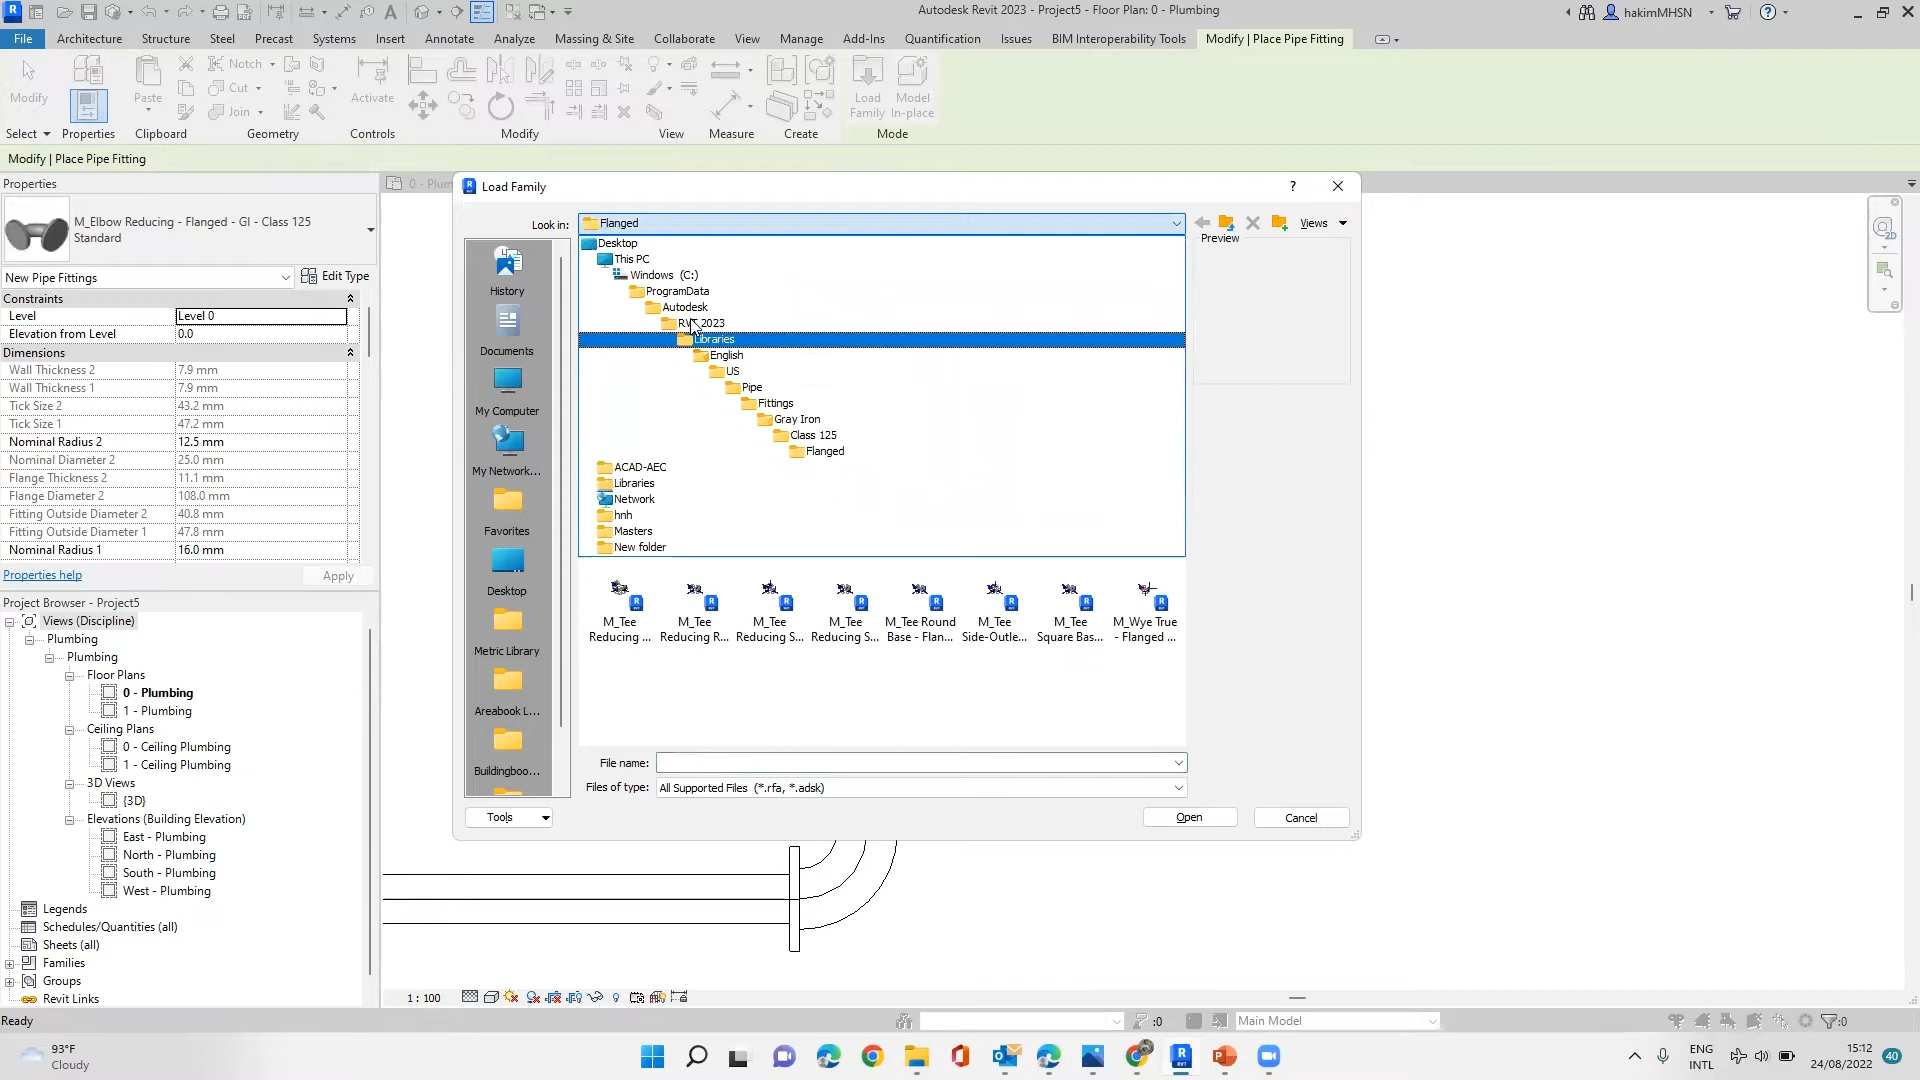 Autodesk Revit 2023 - Project5 - Floor Plan: 0 - Plumbing
hakimMHSN
File Architecture Structure Steel Precast Systems Insert Annotate Analyze Massing & Site Collaborate View Manage Add-Ins Quantification Issues BIM Interoperability Tools Modify | Place Pipe Fitting
Modify
Paste
Notch
Cut
Join
Activate
Load Family
Model In-place
Select Properties Clipboard Geometry Controls Modify View Measure Create Mode
Modify | Place Pipe Fitting
Properties
M_Elbow Reducing - Flanged - GI - Class 125
Standard
New Pipe Fittings
Edit Type
Constraints
Level Level 0
Elevation from Level 0.0
Dimensions
Wall Thickness 2 7.9 mm
Wall Thickness 1 7.9 mm
Tick Size 2 43.2 mm
Tick Size 1 47.2 mm
Nominal Radius 2 12.5 mm
Nominal Diameter 2 25.0 mm
Flange Thickness 2 11.1 mm
Flange Diameter 2 108.0 mm
Fitting Outside Diameter 2 40.8 mm
Fitting Outside Diameter 1 47.8 mm
Nominal Radius 1 16.0 mm
Properties help
Apply
Project Browser - Project5
Views (Discipline)
Plumbing
Plumbing
Floor Plans
0 - Plumbing
1 - Plumbing
Ceiling Plans
0 - Ceiling Plumbing
1 - Ceiling Plumbing
3D Views
{3D}
Elevations (Building Elevation)
East - Plumbing
North - Plumbing
South - Plumbing
West - Plumbing
Legends
Schedules/Quantities (all)
Sheets (all)
Families
Groups
Revit Links
0 - Plum
Load Family
Look in:
Flanged
Views
Preview
History
Documents
My Computer
My Network...
Favorites
Desktop
Metric Library
Areabook L...
Buildingboo...
Desktop
This PC
Windows (C:)
ProgramData
Autodesk
2023
Libraries
English
US
Pipe
Fittings
Gray Iron
Class 125
Flanged
ACAD-AEC
Libraries
Network
hnh
Masters
New folder
M_Tee M_Tee M_Tee M_Tee M_Tee Round M_Tee M_Tee M_Wye True
Reducing ... Reducing R... Reducing S... Reducing S... Base - Flan... Side-Outle... Square Bas... - Flanged ...
File name:
Files of type: All Supported Files (*.rfa, *.adsk)
Tools
Open
Cancel
1 : 100
Ready
:0
Main Model
:0
93°F
Cloudy
ENG
INTL
15:12
24/08/2022
40
2D